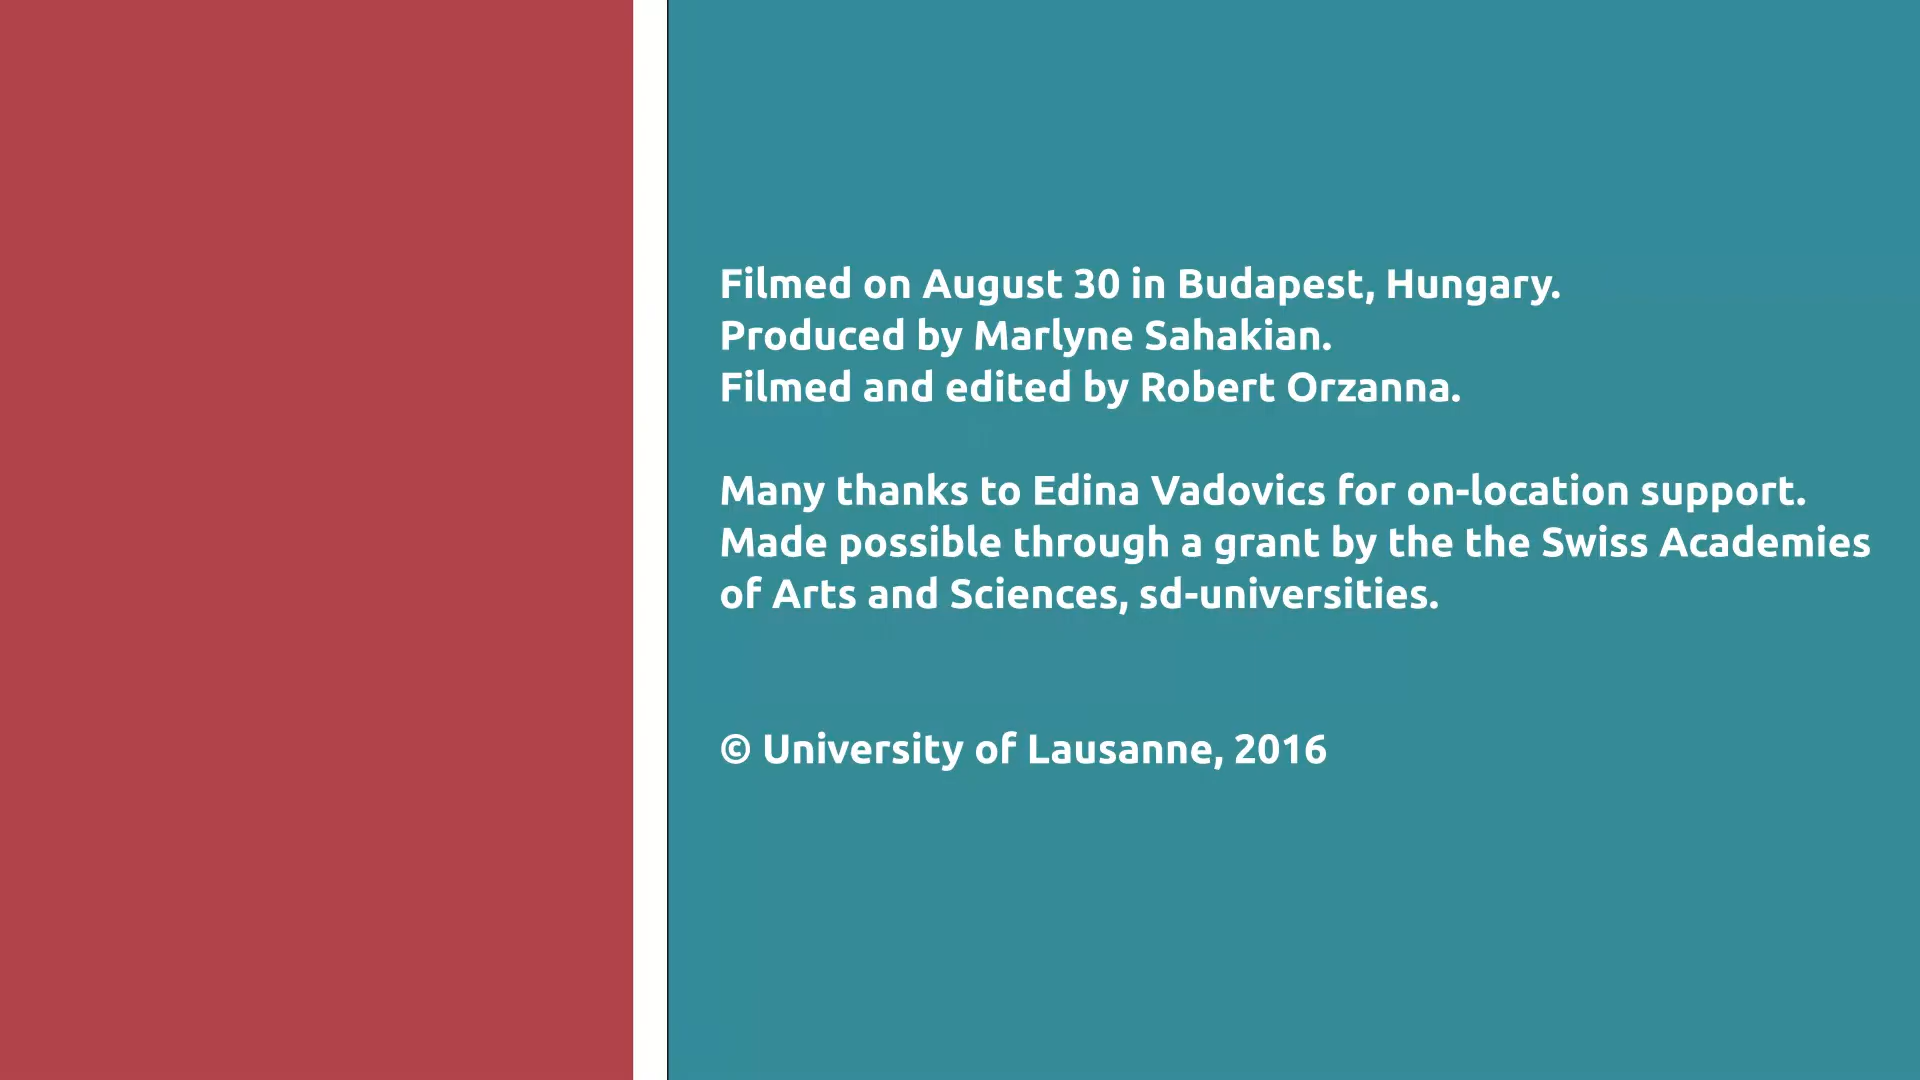 Filmed on August 30 in Budapest, Hungary.
Produced by Marlyne Sahakian.
Filmed and edited by Robert Orzanna.
Many thanks to Edina Vadovics for on-location support.
Made possible through a grant by the the Swiss Academies
of Arts and Sciences, sd-universities.
© University of Lausanne, 2016